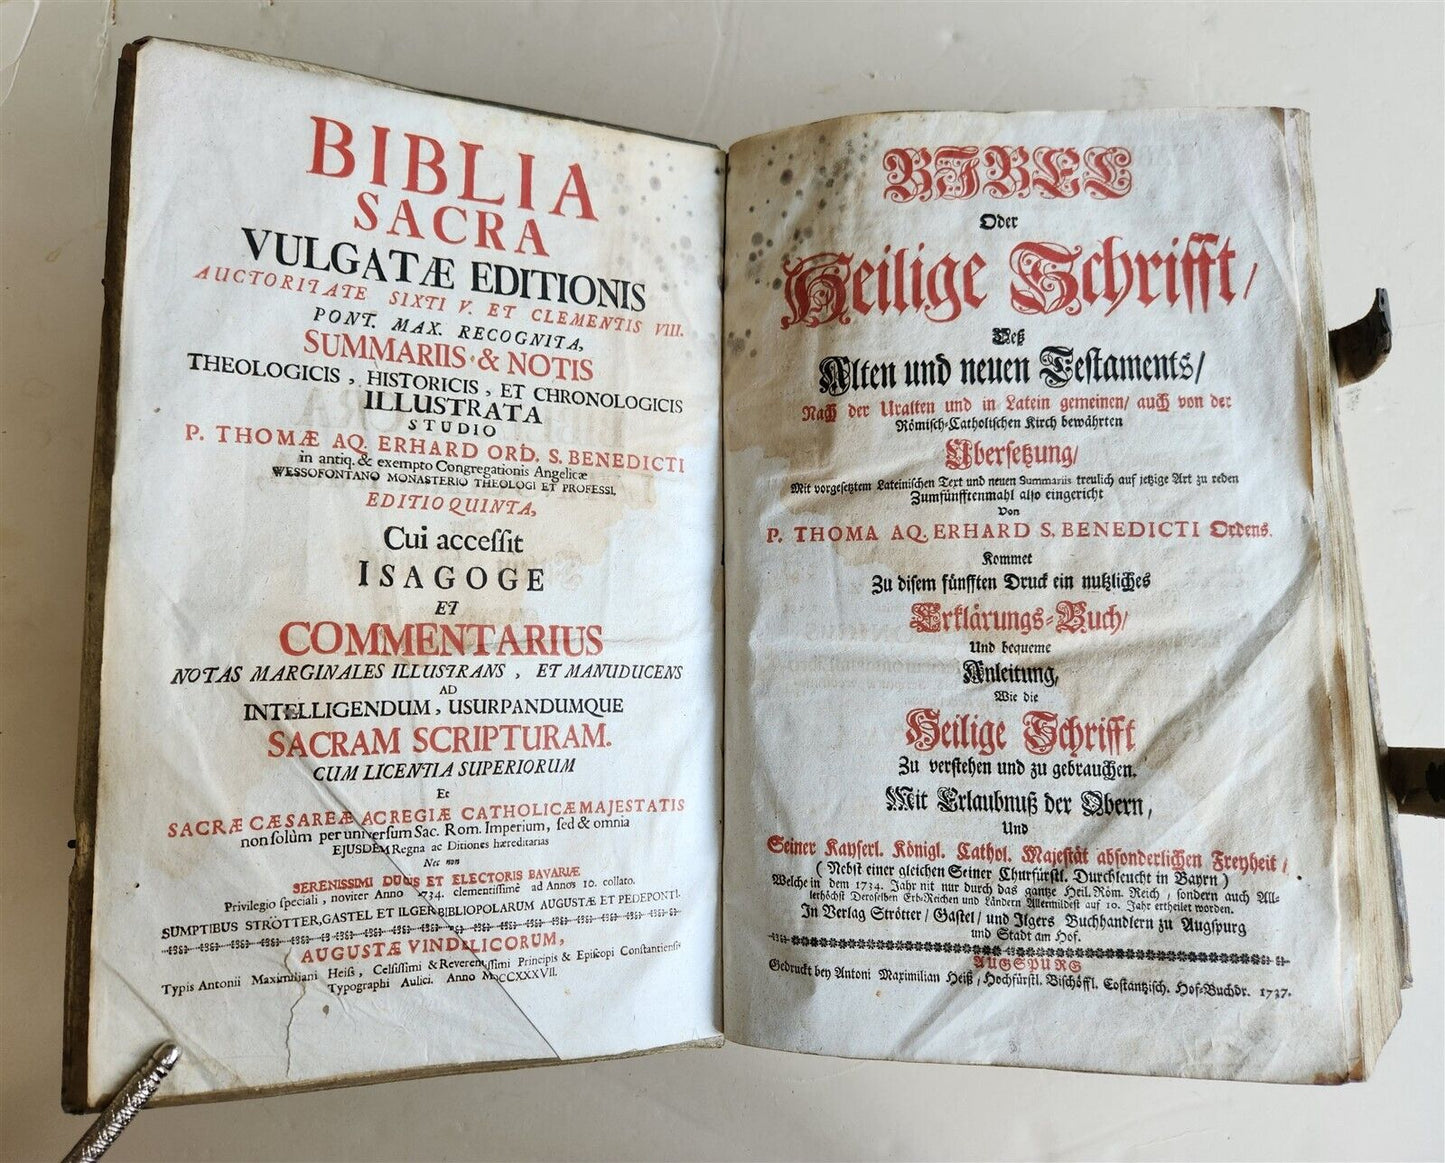 BIBLIA
SACRA
VULGATÆ EDITIONIS
AUCTORITATE SIXTI V. ET CLEMENTIS VIII.
PONT. MAX. RECOGNITA,
SUMMARIIS & NOTIS
THEOLOGICIS, HISTORICIS, ET CHRONOLOGICIS
ILLUSTRATA
STUDIO
P. THOMÆ AQ. ERHARD ORD. S. BENEDICTI
in antiq. & exempto Congregationis Angelicæ
WESSOFONTANO MONASTERIO THEOLOGI ET PROFESSI.
EDITIO QUINTA,
Cui accessit
ISAGOGE
ET
COMMENTARIUS
NOTAS MARGINALES ILLUSTRANS, ET MANUDUCENS
AD
INTELLIGENDUM, USURPANDUMQUE
SACRAM SCRIPTURAM.
CUM LICENTIA SUPERIORUM
Et
SACRÆ CÆSAREÆ AC REGIÆ CATHOLICÆ MAJESTATIS
non solùm per universum Sac. Rom. Imperium, sed & omnia
EJUSDEM Regna ac Ditiones hæreditarias
Nec non
SERENISSIMI DUCIS ET ELECTORIS BAVARIÆ
Privilegio speciali, noviter Anno 1734. clementissimè ad Annos 10. collato.
SUMPTIBUS STRÖTTER, GASTEL ET ILGER BIBLIOPOLARUM AUGUSTÆ ET PEDEPONTI.
AUGUSTÆ VINDELICORUM,
Typis Antonii Maximiliani Heiß, Celsissimi & Reverendissimi Principis & Episcopi Constantiensis
Typographi Aulici. Anno MDCCXXXVII.
BIBEL
Oder
Heilige Schrifft/
Deß
Alten und neuen Testaments/
Nach der Uralten und in Latein gemeinen/ auch von der
Römisch-Catholischen Kirch bewährten
Übersetzung/
Mit vorgesetztem Lateinischen Text und neuen Summariis treulich auf jetzige Art zu reden
Zumfünfftenmahl also eingericht
Von
P. THOMA AQ. ERHARD S. BENEDICTI Ordens.
Kommet
Zu disem fünfften Druck ein nutzliches
Erklärungs-Buch/
Und bequeme
Anleitung,
Wie die
Heilige Schrifft
Zu verstehen und zu gebrauchen.
Mit Erlaubnuß der Obern,
Und
Seiner Kayserl. Königl. Cathol. Majestät absonderlichen Freyheit/
(Nebst einer gleichen Seiner Churfürstl. Durchleucht in Bayrn)
Welche in dem 1734. Jahr nit nur durch das gantze Heil. Röm. Reich, sondern auch All-
lerhöchst Deroselben Erb-Reichen und Ländern Allermildest auf 10. Jahr ertheilet worden.
In Verlag Strötter/ Gastel/ und Ilgers Buchhandlern zu Augspurg
und Stadt am Hof.
AUGSPURG
Gedruckt bey Antoni Maximilian Heiß, Hochfürstl. Bischöffl. Costantzisch. Hof-Buchdr. 1737.